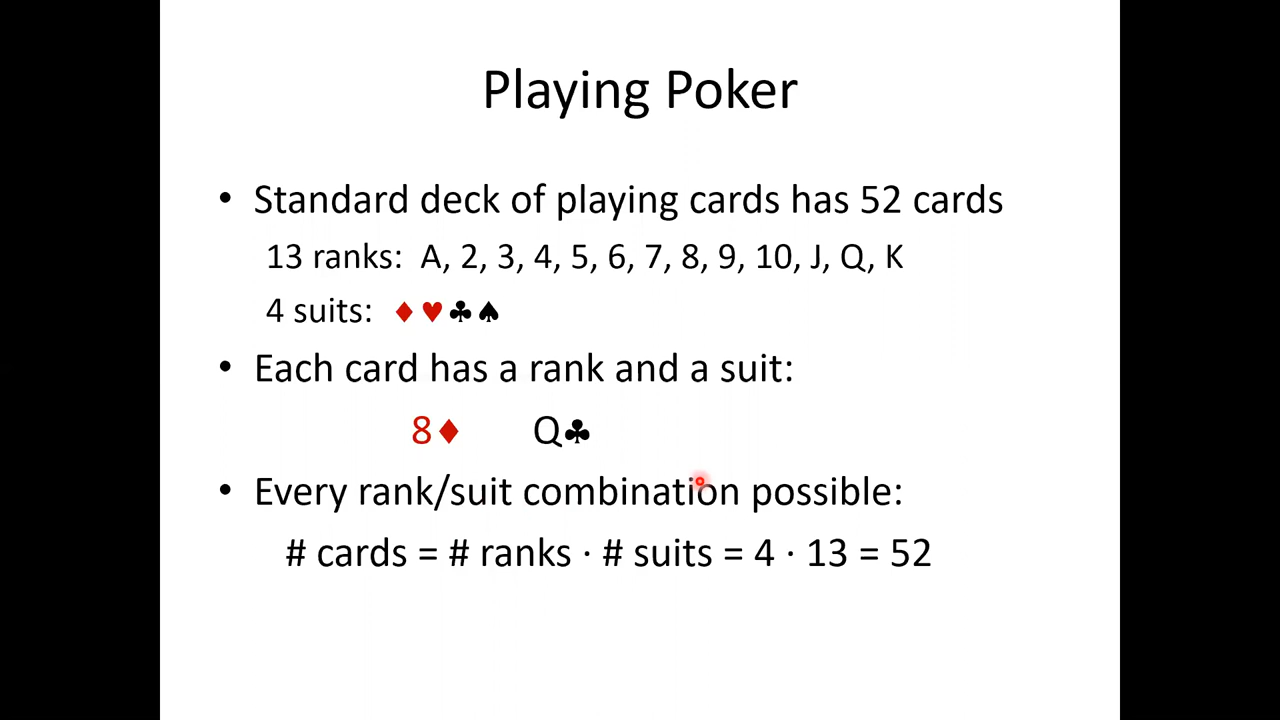 Playing Poker
• Standard deck of playing cards has 52 cards
13 ranks: A, 2, 3, 4, 5, 6, 7, 8, 9, 10, J, Q, K
4 suits: ♦♥♣♠
• Each card has a rank and a suit:
8♦ Q♣
• Every rank/suit combination possible:
# cards = # ranks · # suits = 4 · 13 = 52